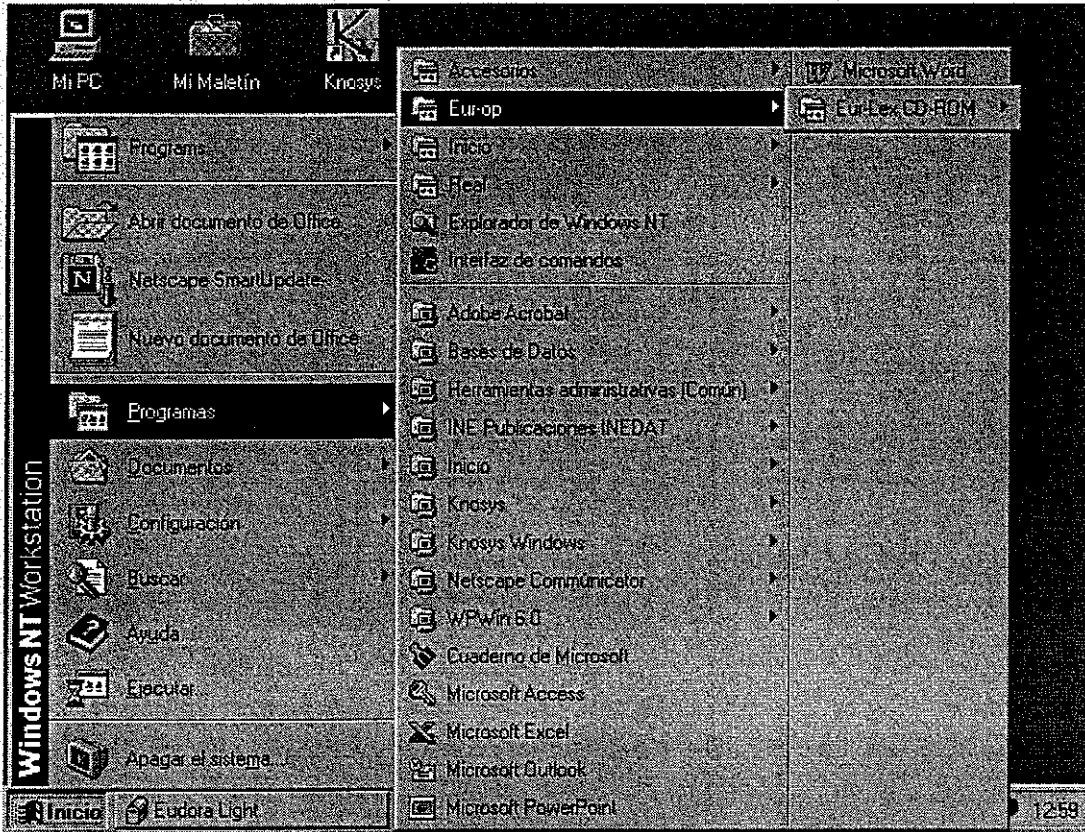 Mi PC
Mi Maletín
Knosys
Programs
Abrir documento de Office
Netscape SmartUpdate
Nuevo documento de Office
Programas
Documentos
Configuración
Buscar
Ayuda
Ejecutar...
Apagar el sistema...
Windows NT Workstation
Accesorios
Eur-op
Inicio
Real
Explorador de Windows NT
Interfaz de comandos
Adobe Acrobat
Bases de Datos
Herramientas administrativas (Común)
INE Publicaciones INEDAT
Inicio
Knosys
Knosys Windows
Netscape Communicator
WPWin 6.0
Cuaderno de Microsoft
Microsoft Access
Microsoft Excel
Microsoft Outlook
Microsoft PowerPoint
Microsoft Word
Eur-Lex CD-ROM
Inicio
Eudora Light
12:59